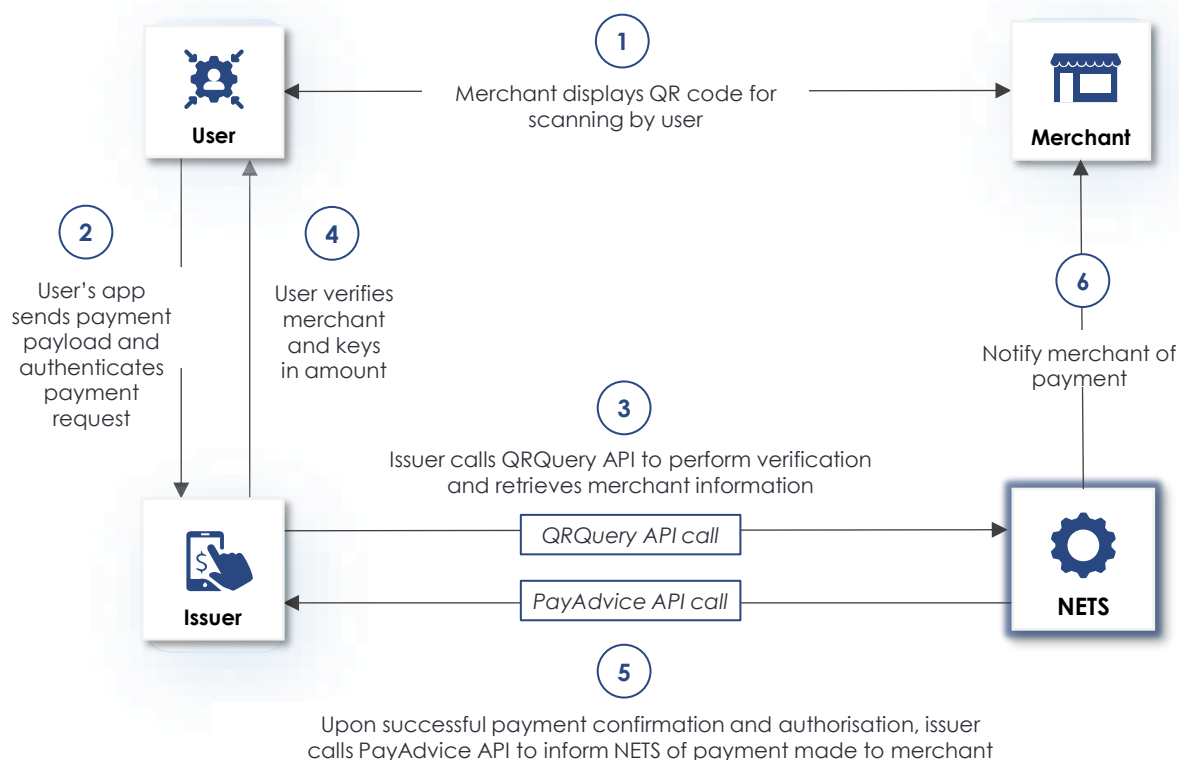 1
Merchant displays QR code for
scanning by user
User
Merchant
2
User’s app
sends payment
payload and
authenticates
payment
request
4
User verifies
merchant
and keys
in amount
6
Notify merchant of
payment
3
Issuer calls QRQuery API to perform verification
and retrieves merchant information
QRQuery API call
PayAdvice API call
$
Issuer
NETS
5
Upon successful payment confirmation and authorisation, issuer
calls PayAdvice API to inform NETS of payment made to merchant